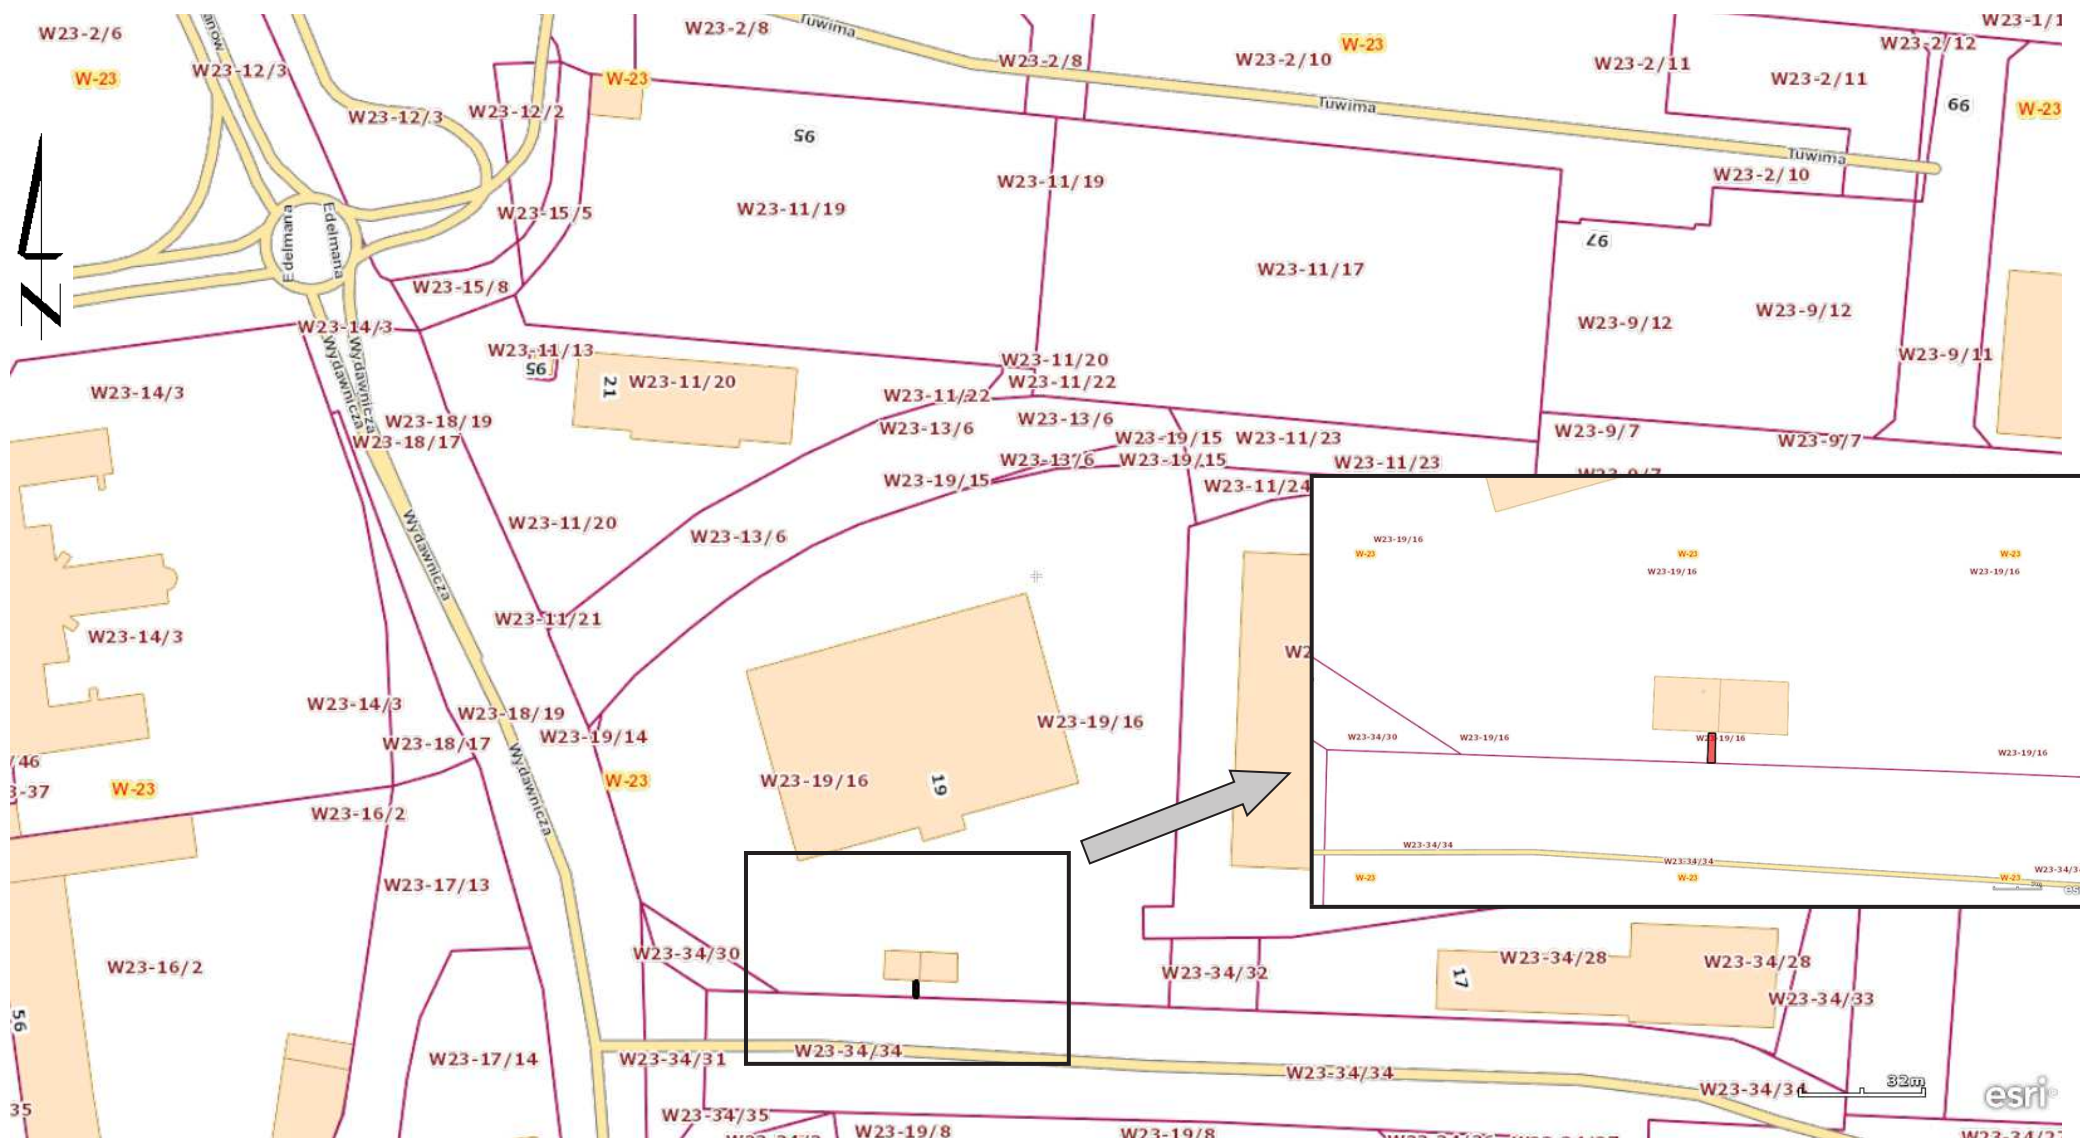 W23-2/6
W-23
W23-12/3
W23-12/3
W23-12/2
W-23
W23-2/8
Tuwima
W23-2/8
W23-2/10
W-23
Tuwima
W23-2/11
W23-2/11
W23-2/12
99
W-23
Tuwima
W23-2/10
95
W23-11/19
W23-11/19
W23-15/5
Edelmana
Edelmana
W23-15/8
W23-11/17
97
W23-9/12
W23-9/12
W23-9/11
W23-14/3
W23-11/13
95
21
W23-11/20
W23-11/20
W23-11/22
W23-11/22
Wydawnicza
Wydawnicza
W23-14/3
W23-18/19
W23-18/17
W23-13/6
W23-13/6
W23-19/15
W23-11/23
W23-9/7
W23-9/7
W23-13/6
W23-19/15
W23-11/23
W23-19/15
W23-11/24
W23-11/20
W23-13/6
Wydawnicza
W23-11/21
W23-14/3
W23-14/3
W23-18/19
W23-18/17
W23-19/14
W23-19/16
Wydawnicza
W-23
W-23
W23-19/16
19
W23-16/2
W23-17/13
W23-16/2
W23-34/30
W23-34/32
W23-34/28
W23-34/28
17
W23-34/33
56
W23-17/14
W23-34/31
W23-34/34
W23-34/34
W23-34/34
32m
esri
W23-34/35
W23-19/8
W23-19/8
W23-19/16
W-23
W-23
W-23
W23-19/16
W23-19/16
W23-34/30
W23-19/16
W23-19/16
W23-19/16
W23-34/34
W23-34/34
W-23
W-23
W-23